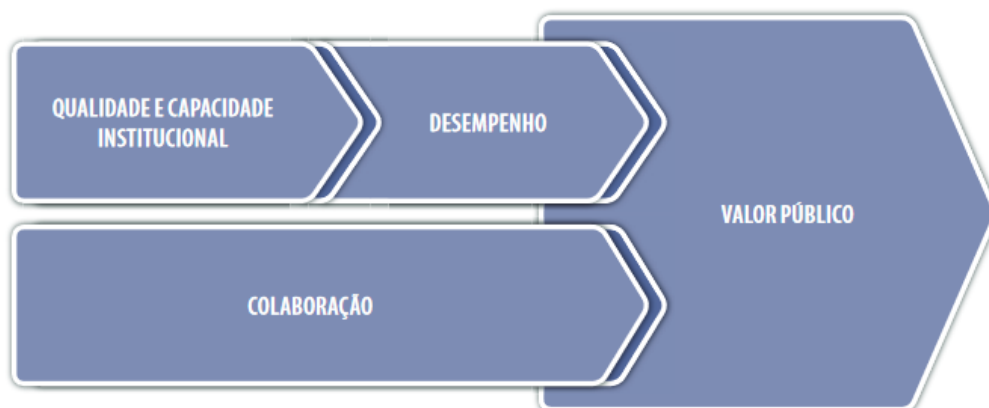 QUALIDADE E CAPACIDADE
INSTITUCIONAL
DESEMPENHO
VALOR PÚBLICO
COLABORAÇÃO